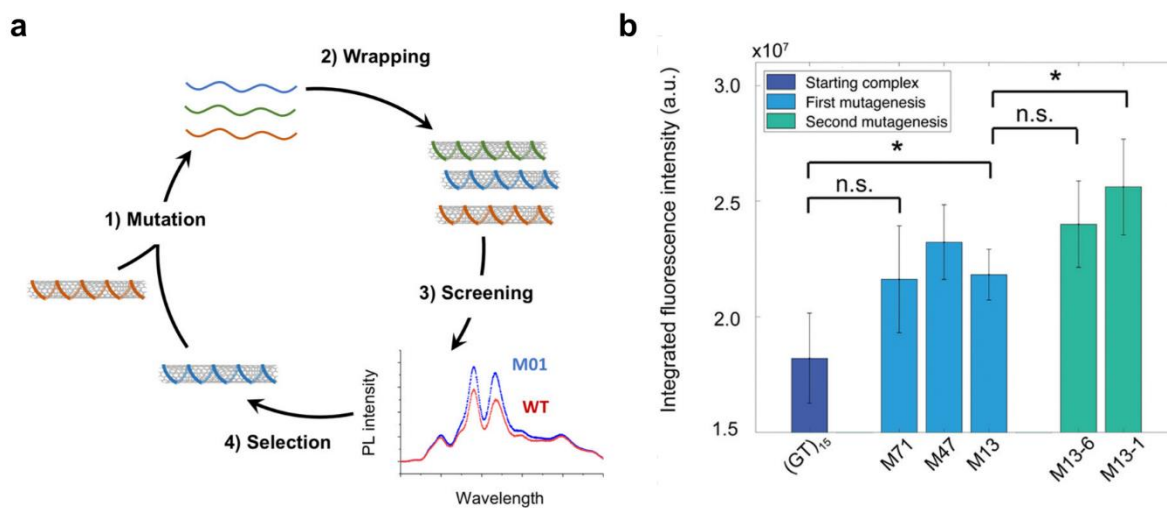 a
2) Wrapping
1) Mutation
3) Screening
4) Selection
M01
WT
PL intensity
Wavelength
b
x10⁷
Integrated fluorescence intensity (a.u.)
3.0
2.5
2.0
1.5
Starting complex
First mutagenesis
Second mutagenesis
n.s.
*
n.s.
*
(GT)₁₅
M71
M47
M13
M13-6
M13-1